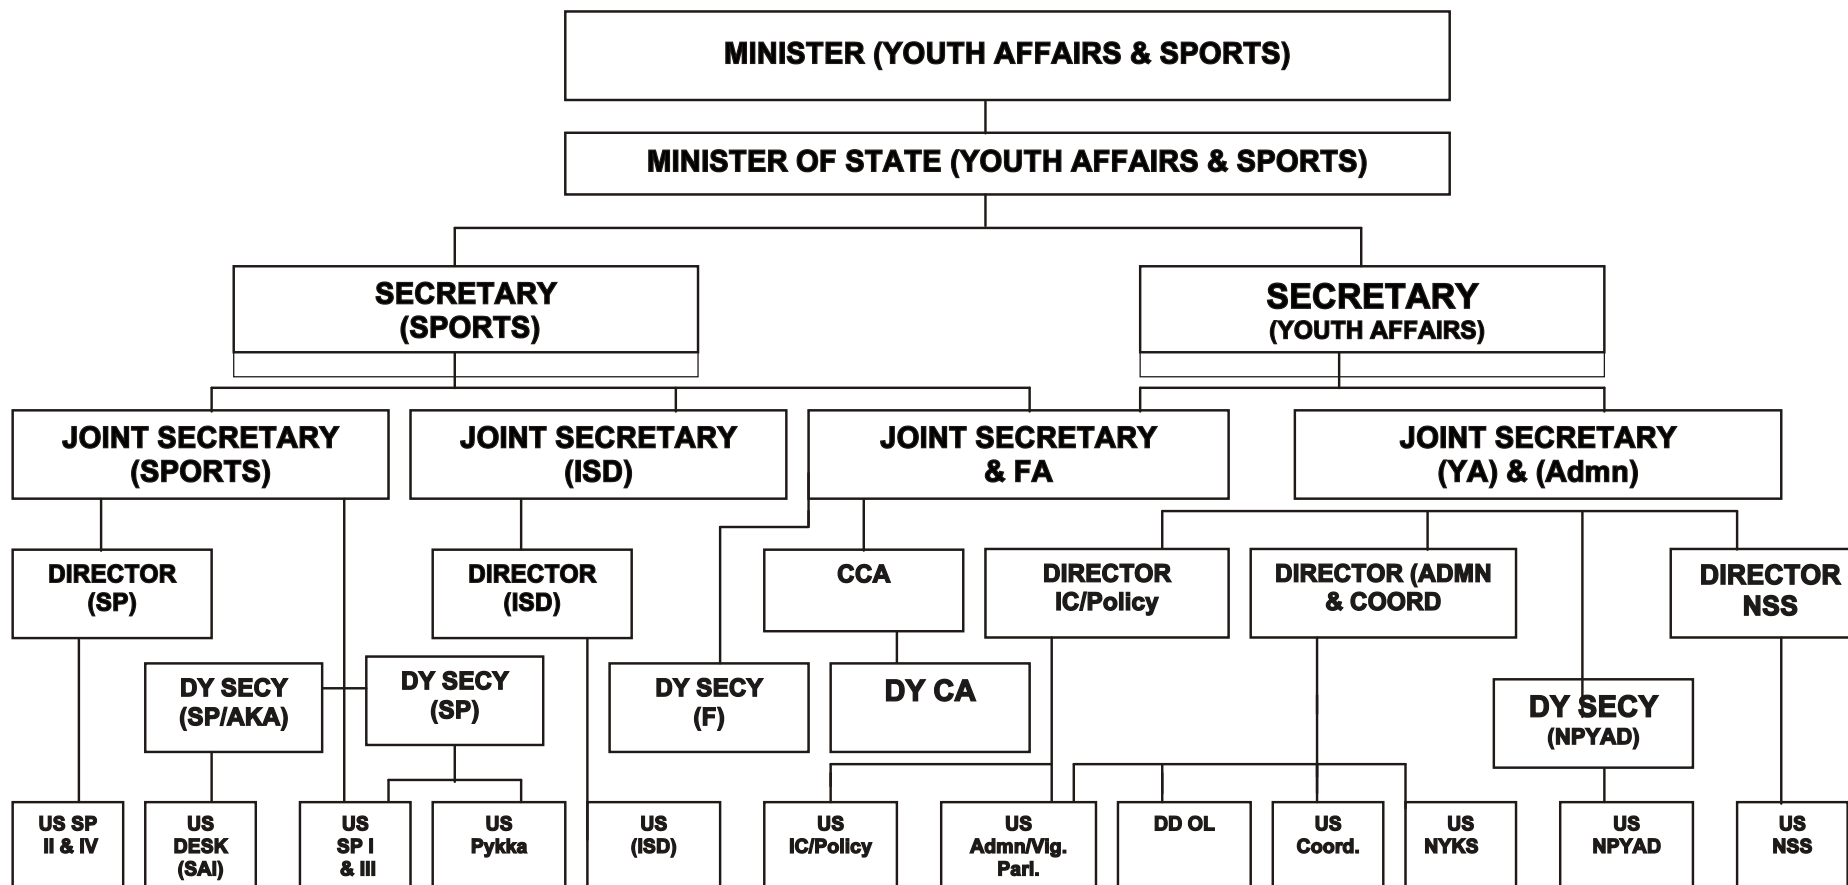 MINISTER (YOUTH AFFAIRS & SPORTS)
MINISTER OF STATE (YOUTH AFFAIRS & SPORTS)
SECRETARY
(SPORTS)
SECRETARY
(YOUTH AFFAIRS)
JOINT SECRETARY
(SPORTS)
JOINT SECRETARY
(ISD)
JOINT SECRETARY
& FA
JOINT SECRETARY
(YA) & (Admn)
DIRECTOR
(SP)
DIRECTOR
(ISD)
CCA
DIRECTOR
IC/Policy
DIRECTOR (ADMN
& COORD
DIRECTOR
NSS
DY SECY
(SP/AKA)
DY SECY
(SP)
DY SECY
(F)
DY CA
DY SECY
(NPYAD)
US SP
II & IV
US
DESK
(SAI)
US
SP I
& III
US
Pykka
US
(ISD)
US
IC/Policy
US
Admn/Vig.
Parl.
DD OL
US
Coord.
US
NYKS
US
NPYAD
US
NSS